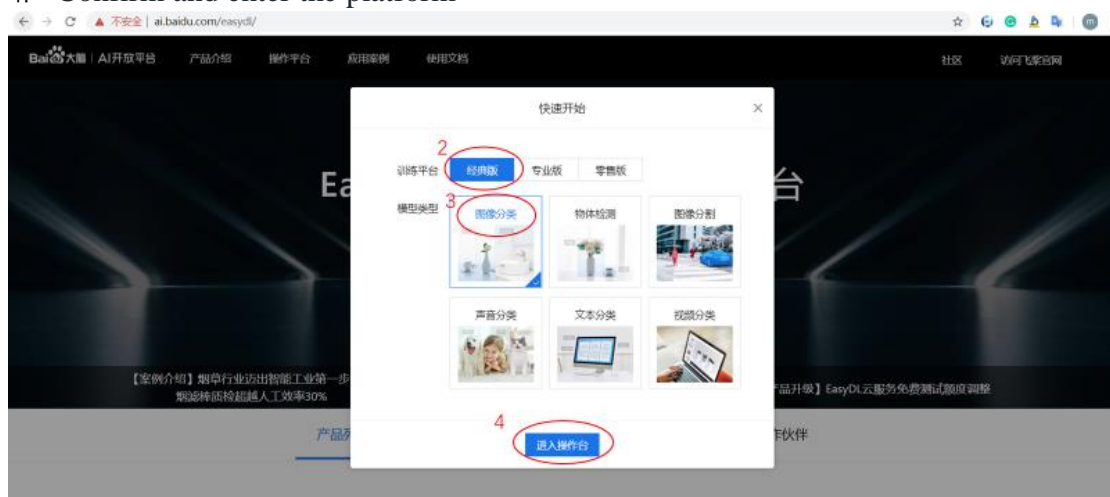 Confirm and enter the platform
不安全 | ai.baidu.com/easydl/
Bai大脑 | AI开放平台 产品介绍 操作平台 应用案例 使用文档 社区 访问飞桨官网
快速开始
2
训练平台 经典版 专业版 零售版
Ea 台
模型类型 3 图像分类 物体检测 图像分割
声音分类 文本分类 视频分类
【案例介绍】烟草行业迈出智能工业第一步
烟滤棒质检超越人工效率30%
品升级】EasyDL云服务免费测试额度调整
4
产品 进入操作台 作伙伴